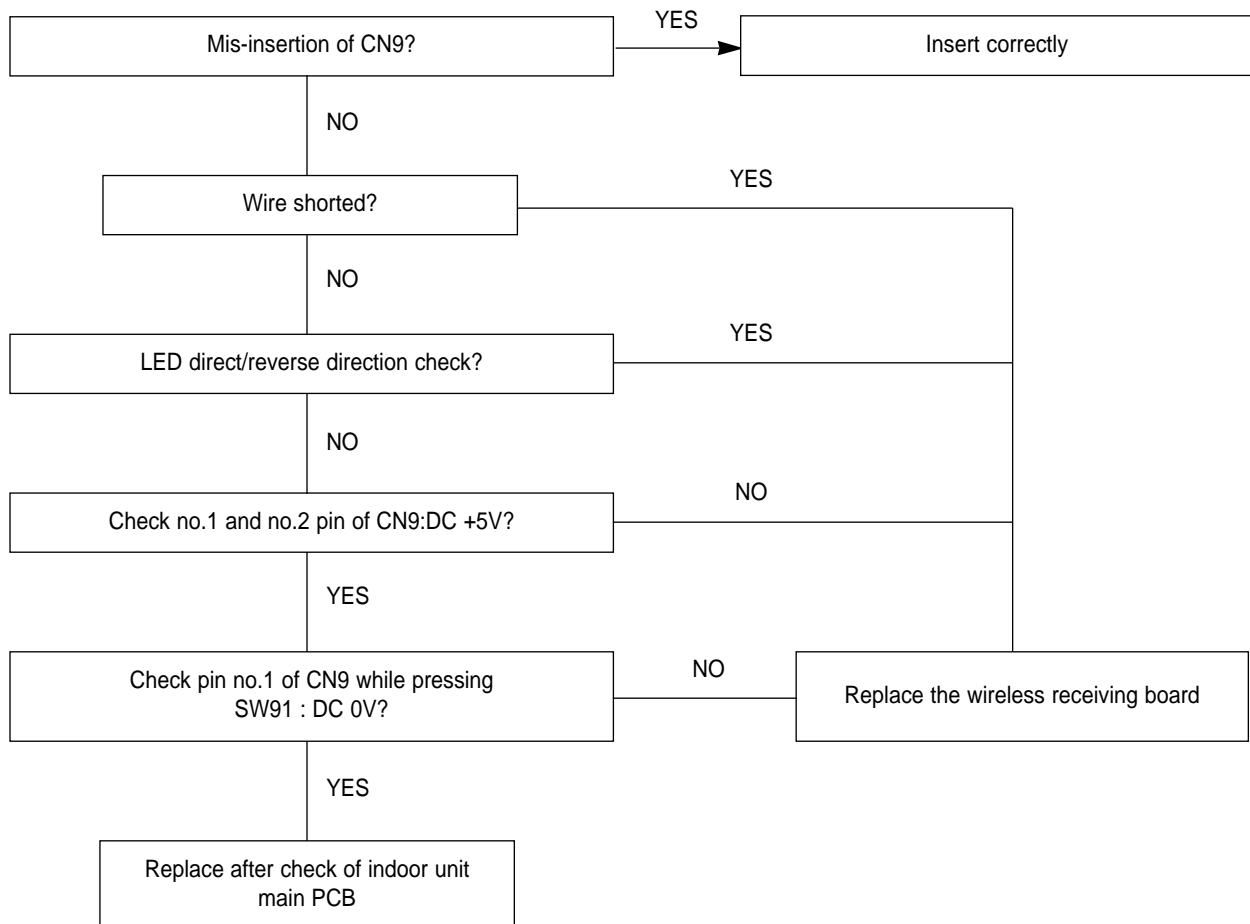 YES
Mis-insertion of CN9?
Insert correctly
NO
YES
Wire shorted?
NO
YES
LED direct/reverse direction check?
NO
NO
Check no.1 and no.2 pin of CN9:DC +5V?
YES
Check pin no.1 of CN9 while pressing
SW91 : DC 0V?
NO
Replace the wireless receiving board
YES
Replace after check of indoor unit
main PCB